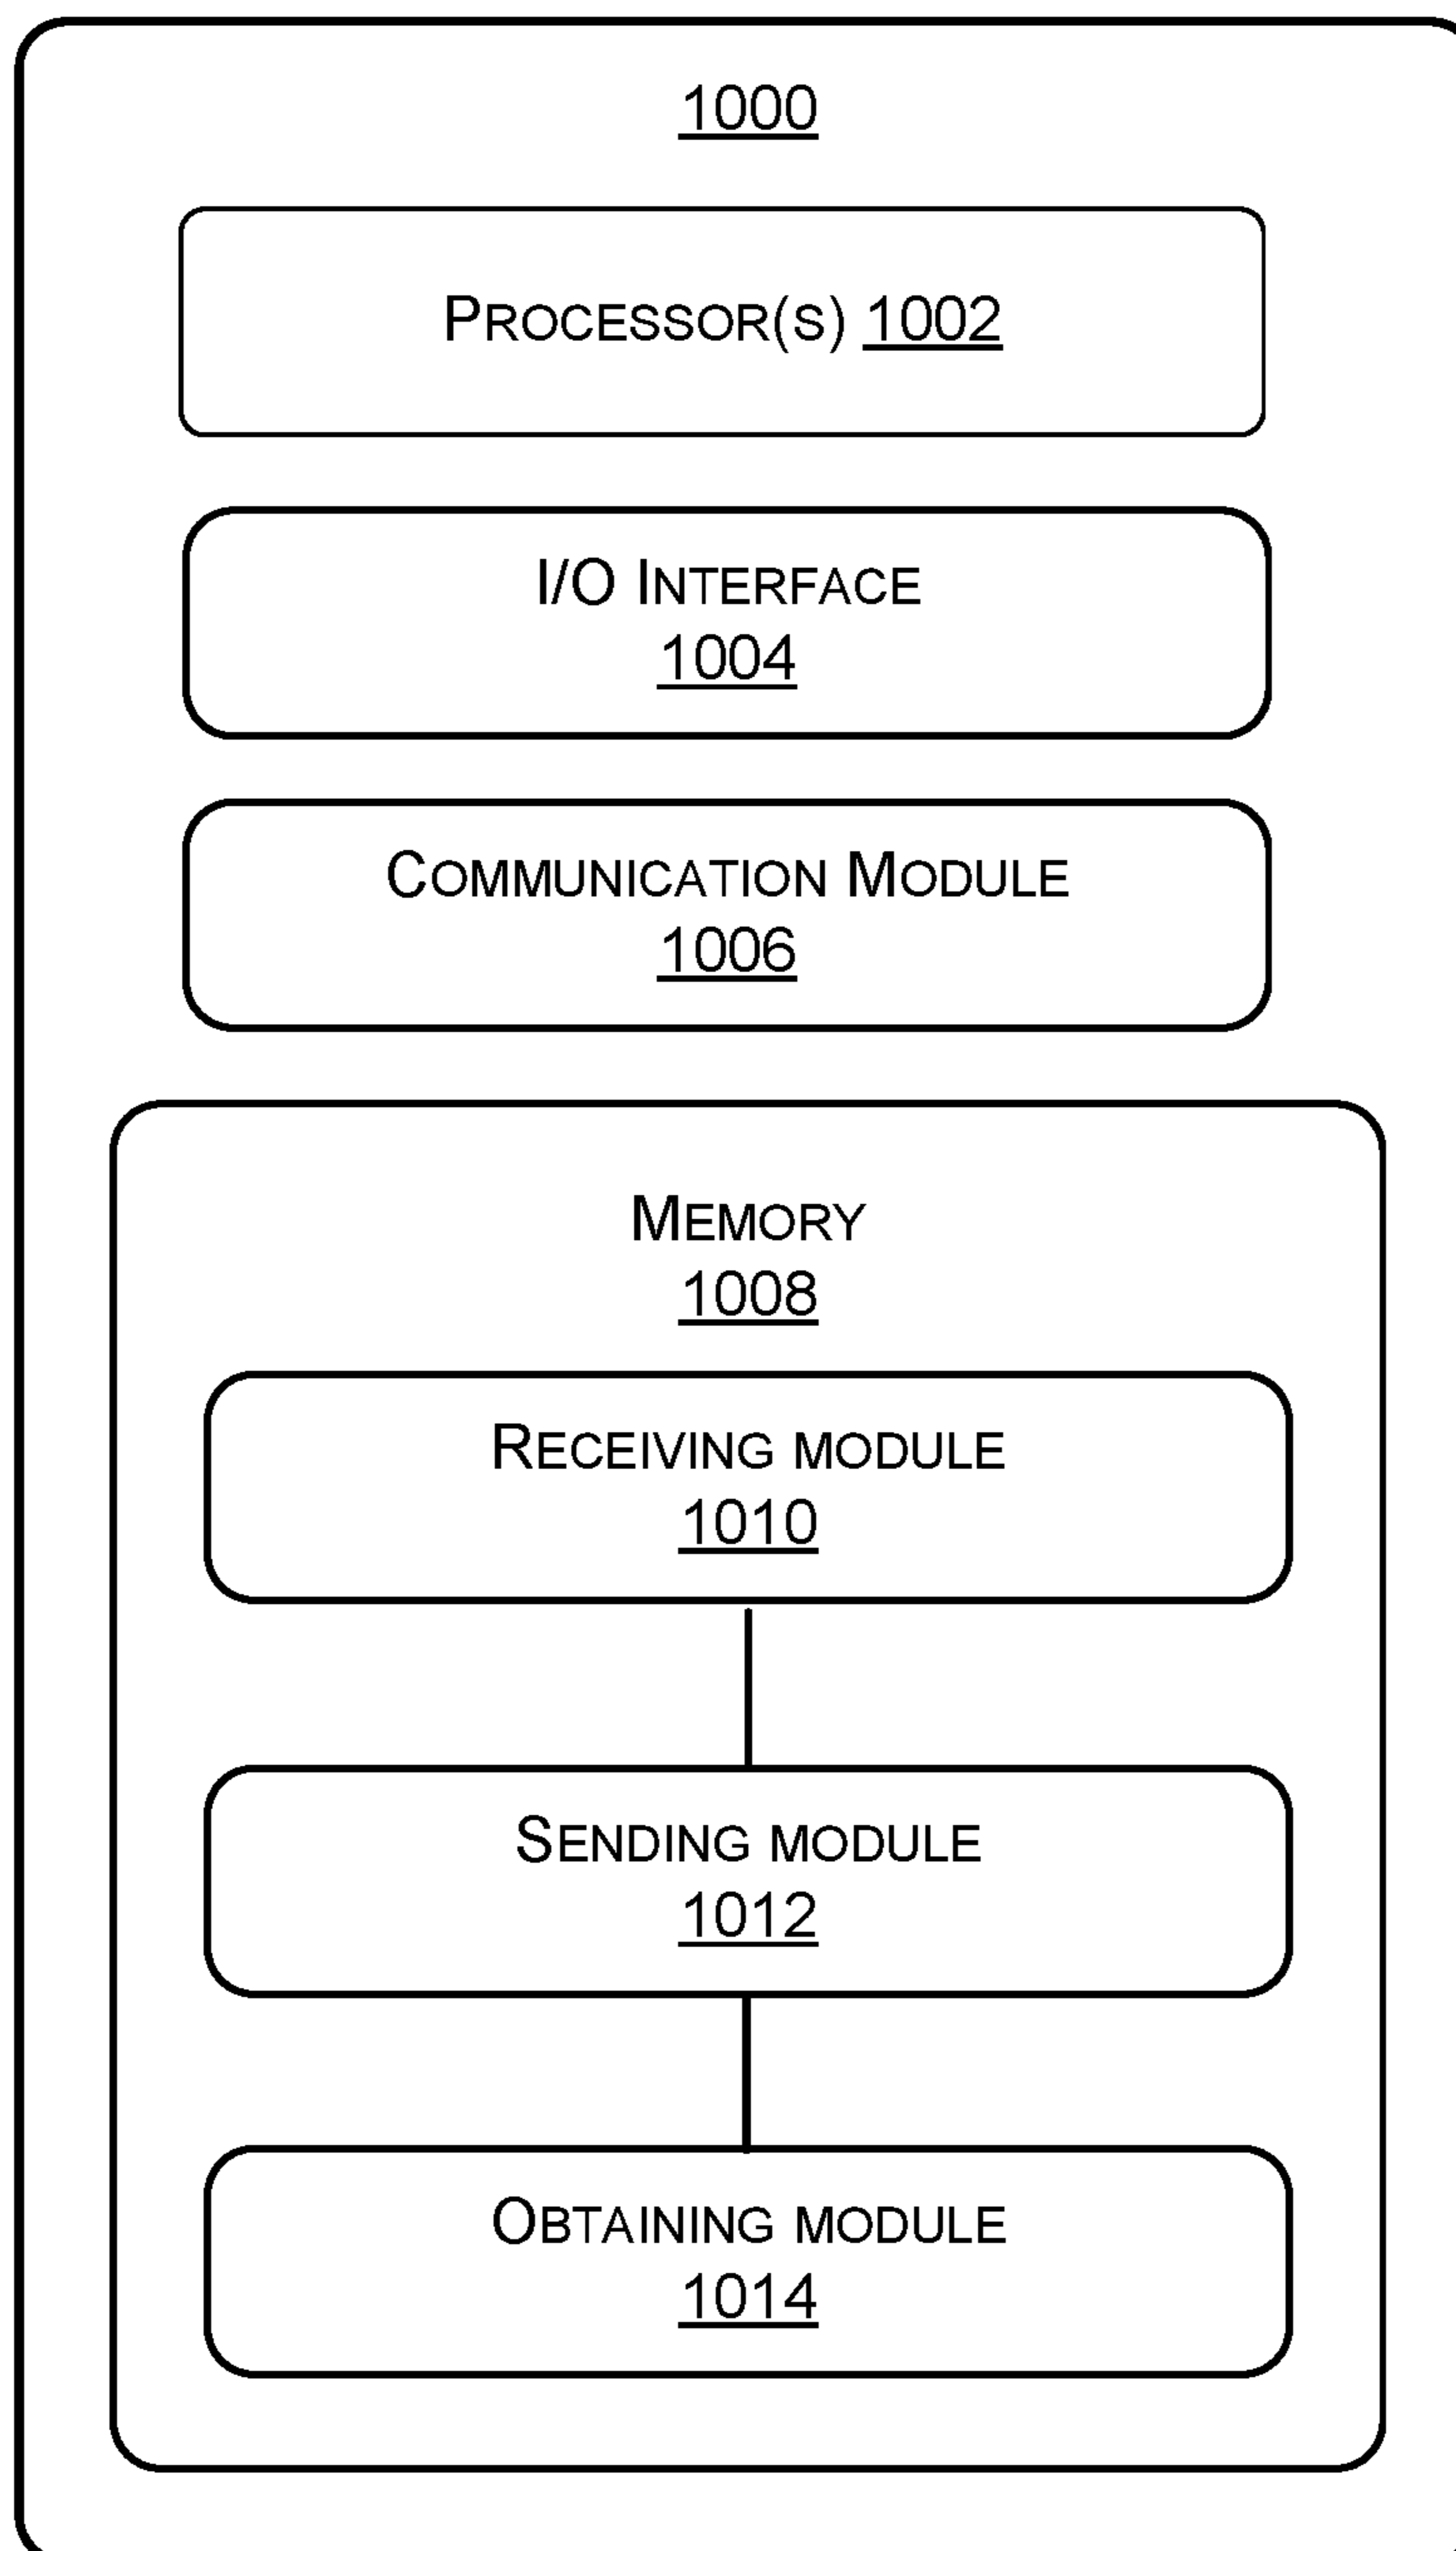 1000
PROCESSOR(S) 1002
I/O INTERFACE
1004
COMMUNICATION MODULE
1006
MEMORY
1008
RECEIVING MODULE
1010
SENDING MODULE
1012
OBTAINING MODULE
1014